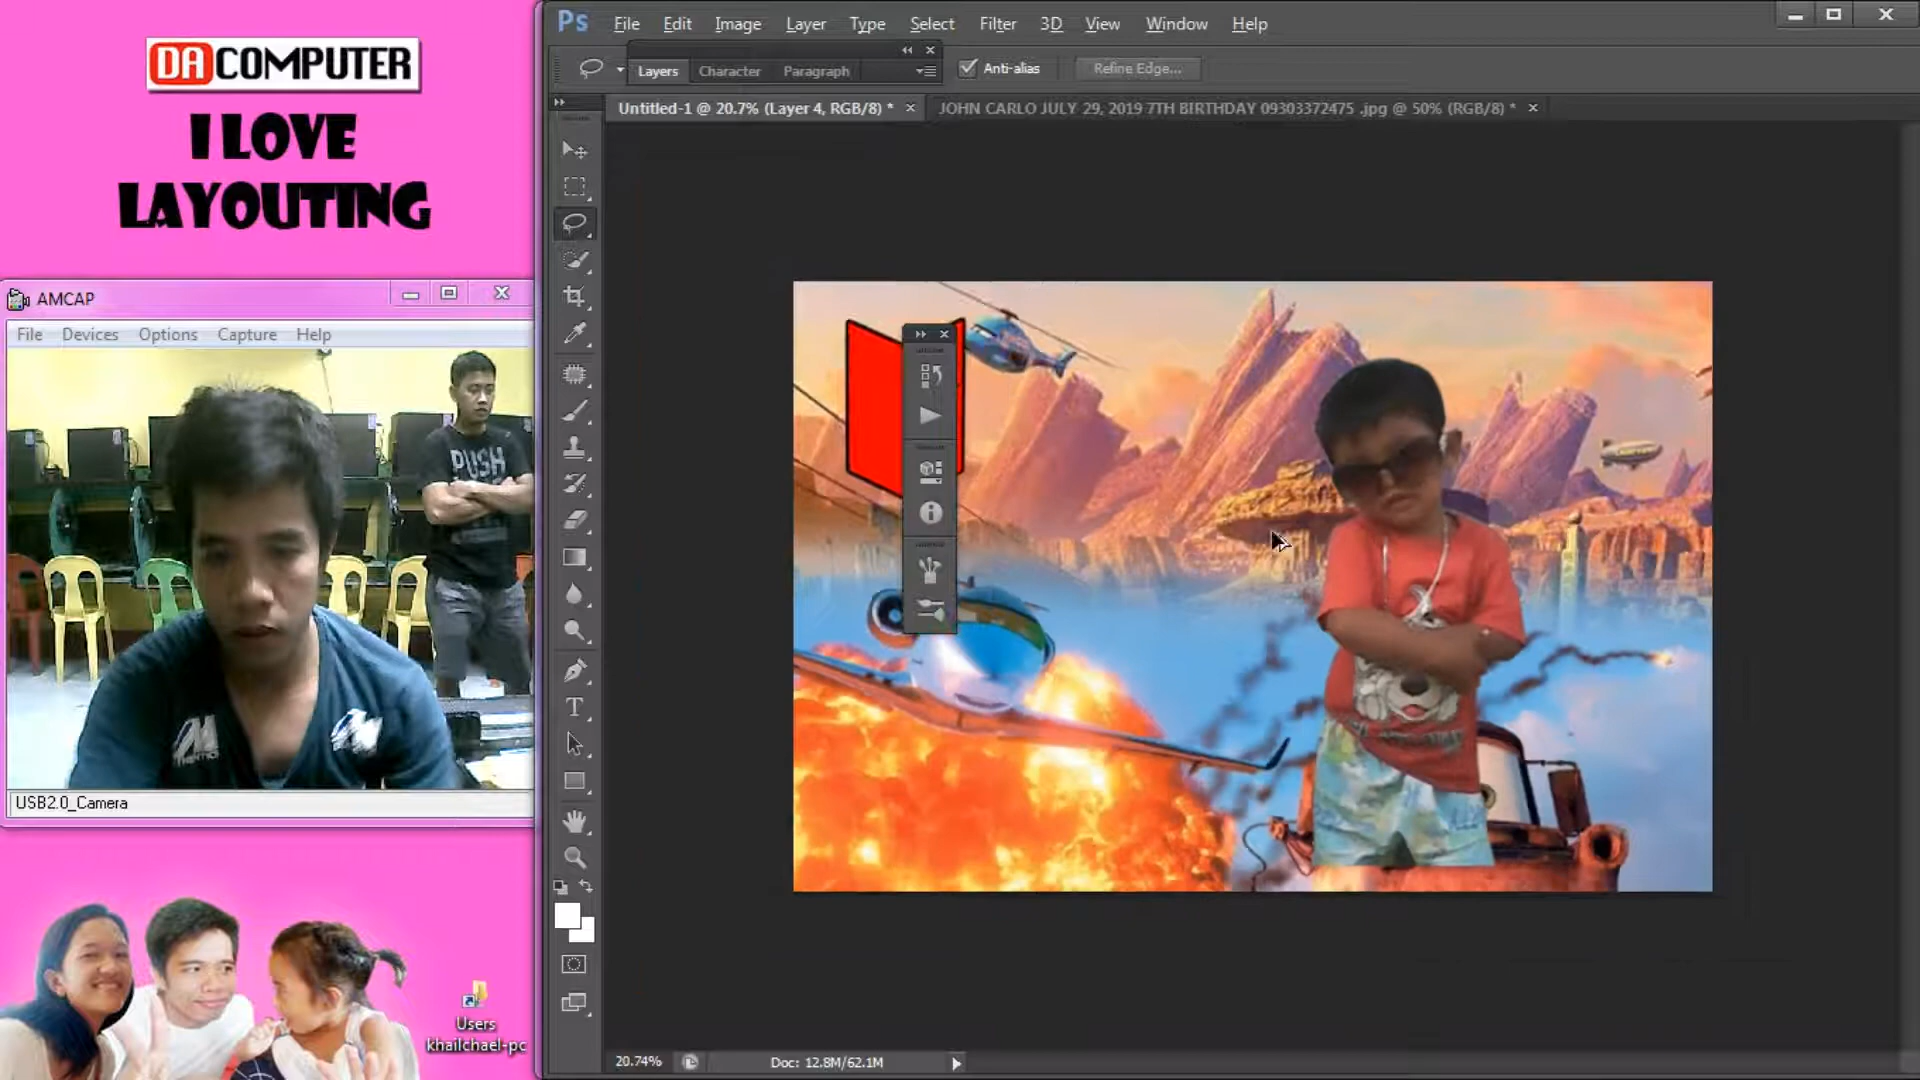 DA COMPUTER
I LOVE
LAYOUTING
AMCAP
File Devices Options Capture Help
PUSH
USB2.0_Camera
Users
khailchael-pc
Ps File Edit Image Layer Type Select Filter 3D View Window Help
Layers Character Paragraph Anti-alias Refine Edge...
Untitled-1 @ 20.7% (Layer 4, RGB/8) * JOHN CARLO JULY 29, 2019 7TH BIRTHDAY 09303372475 .jpg @ 50% (RGB/8) *
20.74% Doc: 12.8M/62.1M